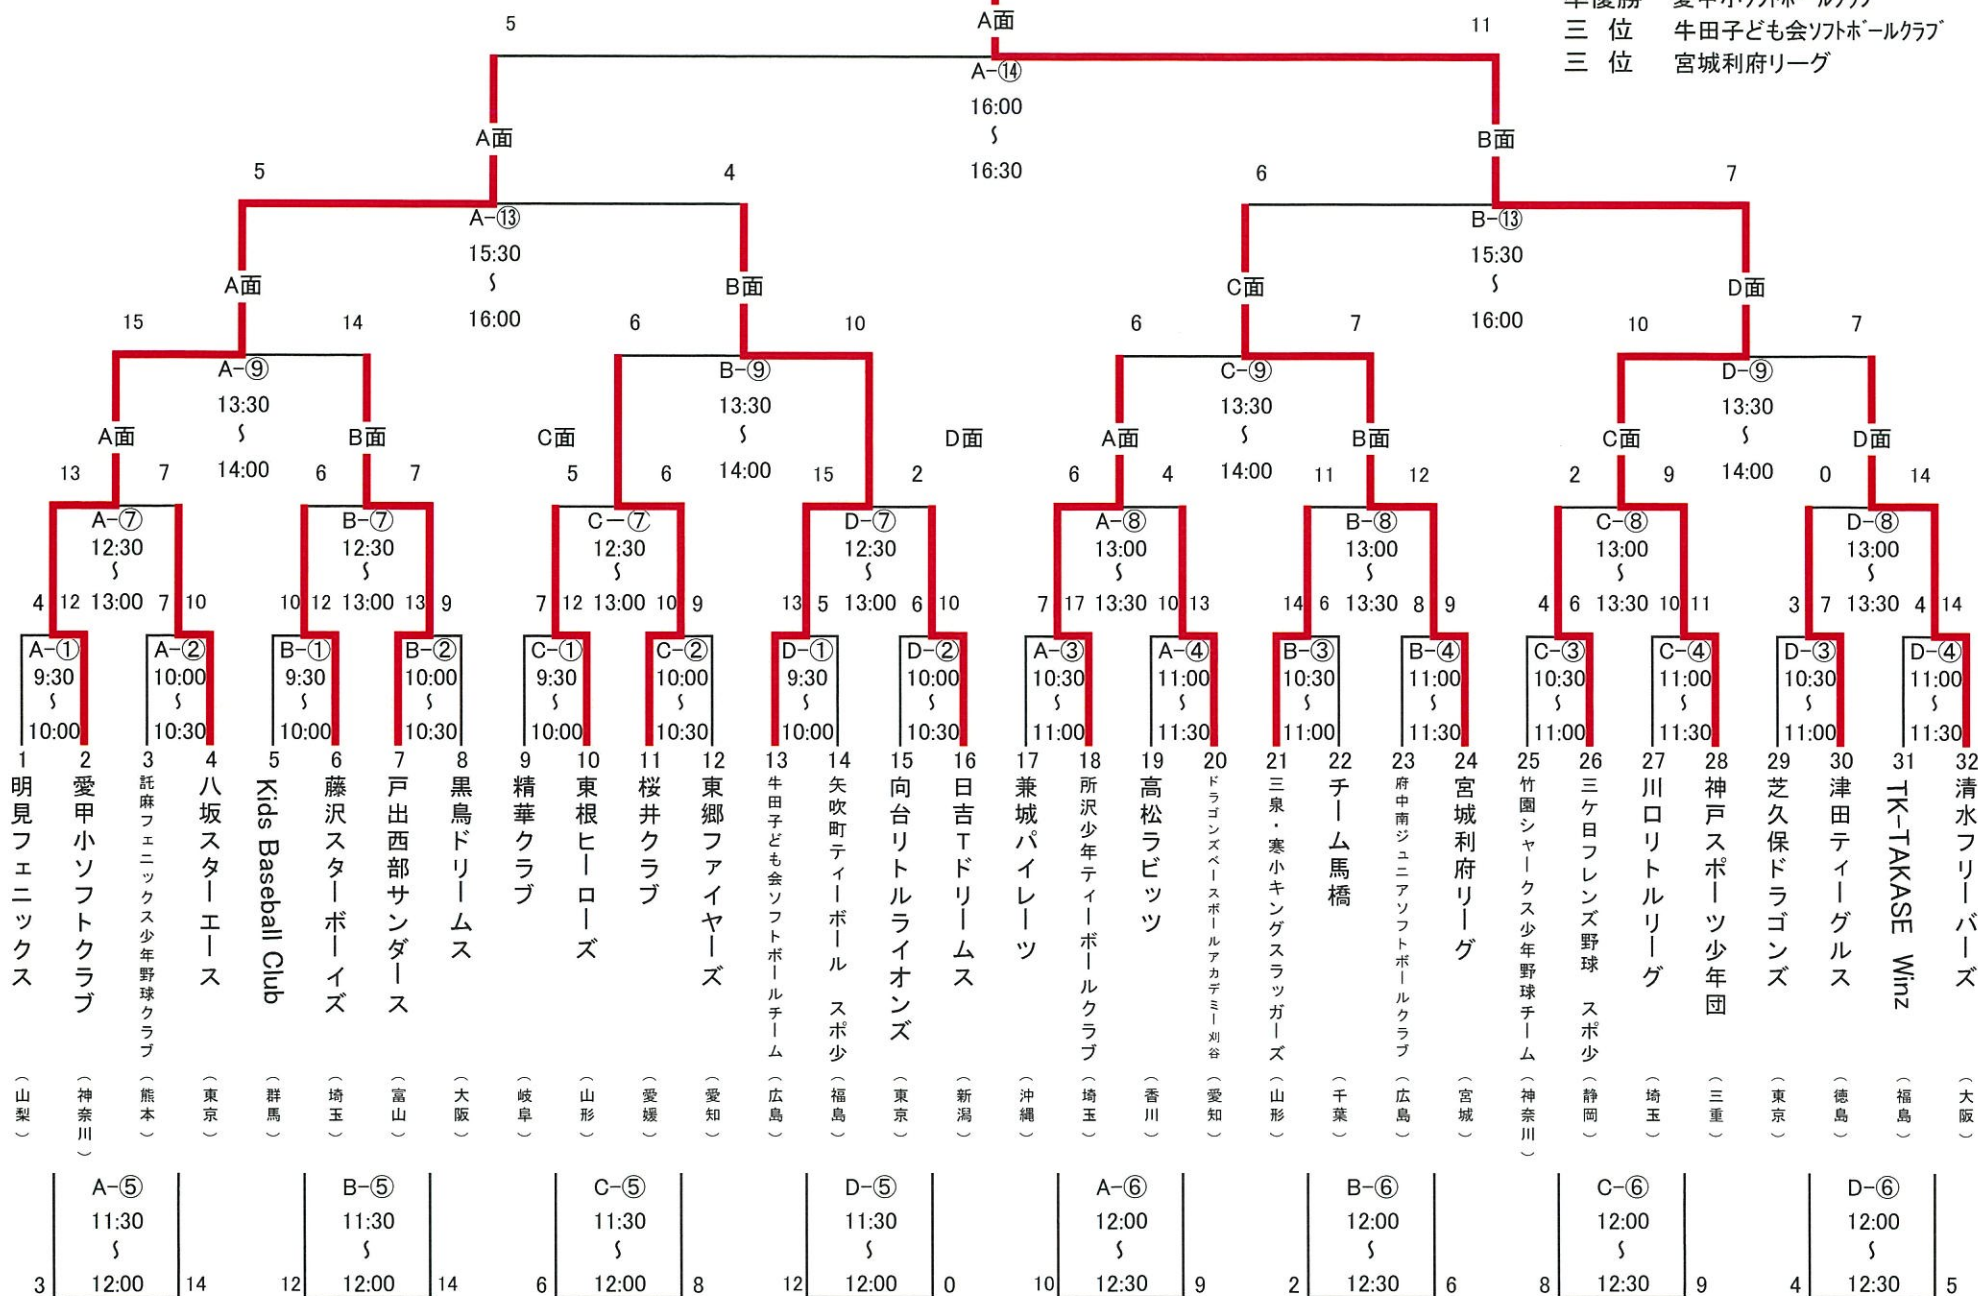 準優勝 愛甲小ソフトボールクラブ
5 A面 11
三 位 牛田子ども会ソフトボールクラブ
三 位 宮城利府リーグ
A-⑭
16:00
～
16:30
A面 B面
5 4 6 7
A-⑬ B-⑬
15:30 15:30
～ ～
16:00 16:00
A面 B面 C面 D面
15 14 6 10 6 7 10 7
A-⑨ B-⑨ C-⑨ D-⑨
13:30 13:30 13:30 13:30
～ ～ ～ ～
14:00 14:00 14:00 14:00
A面 B面 C面 D面 A面 B面 C面 D面
13 7 6 7 5 6 15 2 6 4 11 12 2 9 0 14
A-⑦ B-⑦ C-⑦ D-⑦ A-⑧ B-⑧ C-⑧ D-⑧
12:30 12:30 12:30 12:30 13:00 13:00 13:00 13:00
～ ～ ～ ～ ～ ～ ～ ～
13:00 13:00 13:00 13:00 13:30 13:30 13:30 13:30
4 12 7 10 10 12 13 9 7 12 10 9 13 5 6 10 7 17 10 13 14 6 8 9 4 6 10 11 3 7 4 14
A-① A-② B-① B-② C-① C-② D-① D-② A-③ A-④ B-③ B-④ C-③ C-④ D-③ D-④
9:30 10:00 9:30 10:00 9:30 10:00 9:30 10:00 10:30 11:00 10:30 11:00 10:30 11:00 10:30 11:00
～ ～ ～ ～ ～ ～ ～ ～ ～ ～ ～ ～ ～ ～ ～ ～
10:00 10:30 10:00 10:30 10:00 10:30 10:00 10:30 11:00 11:30 11:00 11:30 11:00 11:30 11:00 11:30
1 明見フェニックス （山梨）
2 愛甲小ソフトクラブ （神奈川）
3 託麻フェニックス少年野球クラブ （熊本）
4 八坂スターエース （東京）
5 Kids Baseball Club （群馬）
6 藤沢スターボーイズ （埼玉）
7 戸出西部サンダース （富山）
8 黒鳥ドリームス （大阪）
9 精華クラブ （岐阜）
10 東根ヒーローズ （山形）
11 桜井クラブ （愛媛）
12 東郷ファイヤーズ （愛知）
13 牛田子ども会ソフトボールチーム （広島）
14 矢吹町ティーボール スポ少 （福島）
15 向台リトルライオンズ （東京）
16 日吉Tドリームス （新潟）
17 兼城パイレーツ （沖縄）
18 所沢少年ティーボールクラブ （埼玉）
19 高松ラビッツ （香川）
20 ドラゴンズベースボールアカデミー刈谷 （愛知）
21 三泉・寒小キングスラッガーズ （山形）
22 チーム馬橋 （千葉）
23 府中南ジュニアソフトボールクラブ （広島）
24 宮城利府リーグ （宮城）
25 竹園シャークス少年野球チーム （神奈川）
26 三ケ日フレンズ野球 スポ少 （静岡）
27 川口リトルリーグ （埼玉）
28 神戸スポーツ少年団 （三重）
29 芝久保ドラゴンズ （東京）
30 津田ティーグルス （徳島）
31 TK-TAKASE Winz （福島）
32 清水フリーバーズ （大阪）
A-⑤ B-⑤ C-⑤ D-⑤ A-⑥ B-⑥ C-⑥ D-⑥
11:30 11:30 11:30 11:30 12:00 12:00 12:00 12:00
～ ～ ～ ～ ～ ～ ～ ～
3 12:00 14 12 12:00 14 6 12:00 8 12 12:00 0 10 12:30 9 2 12:30 6 8 12:30 9 4 12:30 5